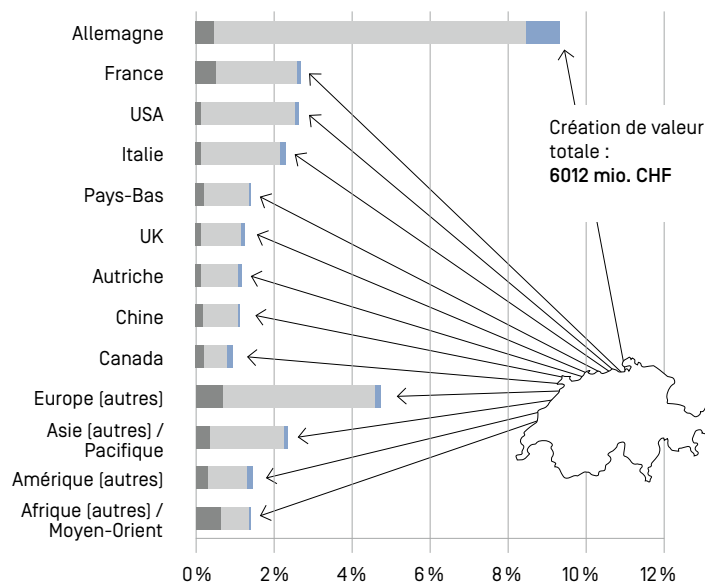 Allemagne
France
USA
Italie
Pays-Bas
UK
Autriche
Chine
Canada
Europe (autres)
Asie (autres) /
Pacifique
Amérique (autres)
Afrique (autres) /
Moyen-Orient
Création de valeur
totale :
6012 mio. CHF
0 % 2 % 4 % 6 % 8 % 10 % 12 %